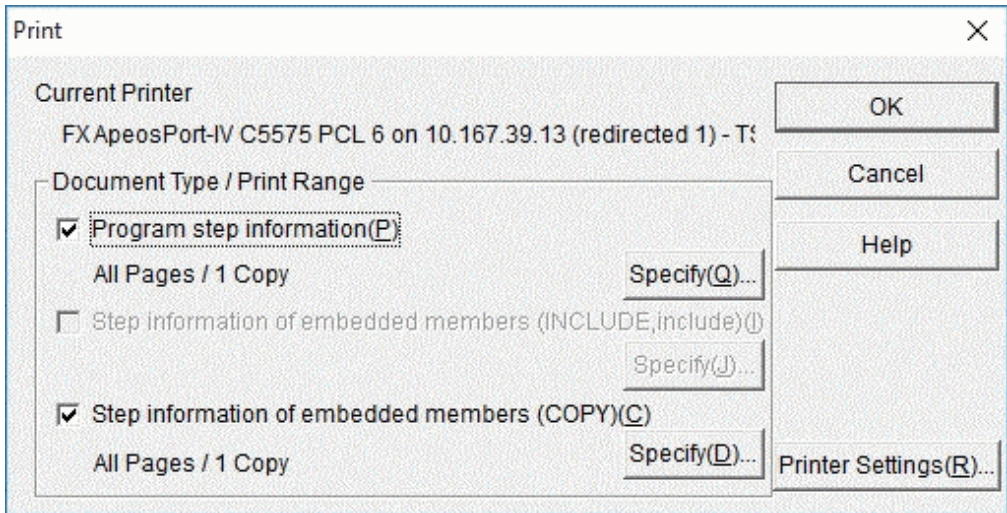 Print
Current Printer
FX ApeosPort-IV C5575 PCL 6 on 10.167.39.13 (redirected 1) - TS
Document Type / Print Range
Program step information(P)
All Pages / 1 Copy
Specify(Q)...
Step information of embedded members (INCLUDE,include)(I)
Specify(J)...
Step information of embedded members (COPY)(C)
All Pages / 1 Copy
Specify(D)...
OK
Cancel
Help
Printer Settings(R)...